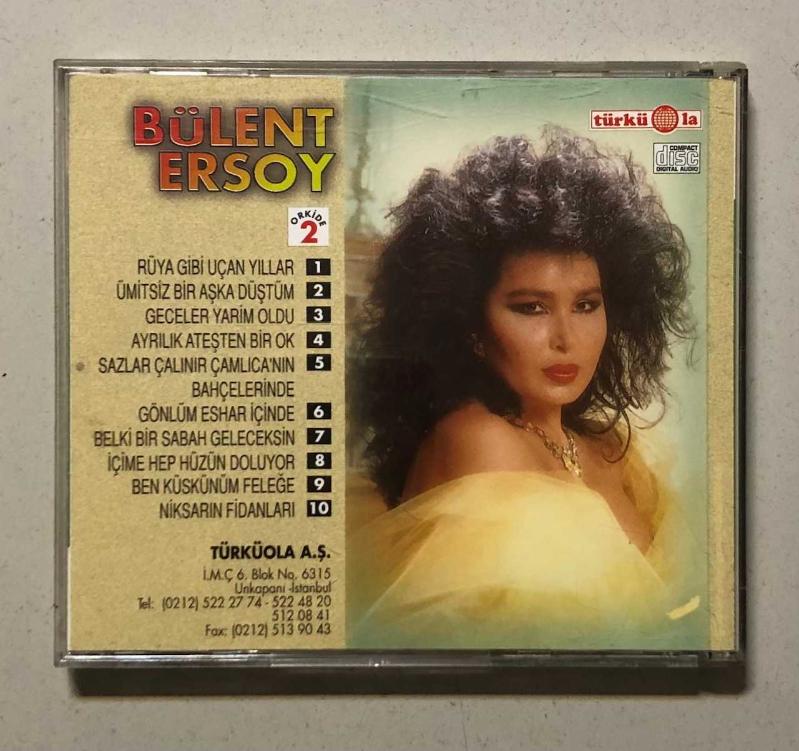 BÜLENT
ERSOY
türkü la
COMPACT
disc
DIGITAL AUDIO
ORKİDE
2
RÜYA GİBİ UÇAN YILLAR 1
ÜMİTSİZ BİR AŞKA DÜŞTÜM 2
GECELER YARİM OLDU 3
AYRILIK ATEŞTEN BİR OK 4
SAZLAR ÇALINIR ÇAMLICA'NIN 5
BAHÇELERİNDE
GÖNLÜM ESHAR İÇİNDE 6
BELKİ BİR SABAH GELECEKSİN 7
İÇİME HEP HÜZÜN DOLUYOR 8
BEN KÜSKÜNÜM FELEĞE 9
NİKSARIN FİDANLARI 10
TÜRKÜOLA A.Ş.
İ.M.Ç 6. Blok No. 6315
Unkapanı -İstanbul
Tel: (0212) 522 27 74 - 522 48 20
512 08 41
Fax: (0212) 513 90 43